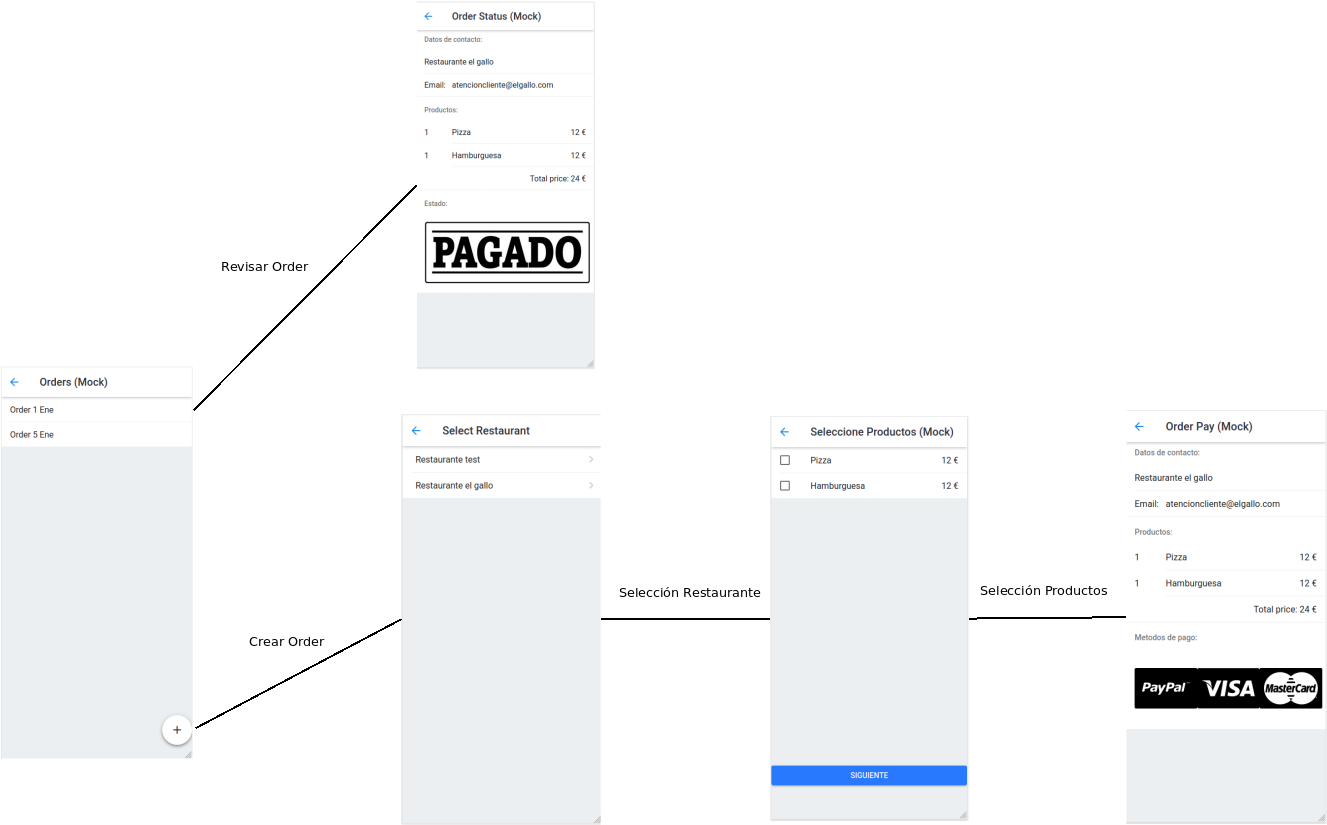 Order Status (Mock)
Datos de contacto:
Restaurante el gallo
Email: atencioncliente@elgallo.com
Productos:
1 Pizza 12 €
1 Hamburguesa 12 €
Total price: 24 €
Estado:
PAGADO
Revisar Order
Orders (Mock)
Order 1 Ene
Order 5 Ene
+
Crear Order
Select Restaurant
Restaurante test
Restaurante el gallo
Selección Restaurante
Seleccione Productos (Mock)
Pizza 12 €
Hamburguesa 12 €
SIGUIENTE
Selección Productos
Order Pay (Mock)
Datos de contacto:
Restaurante el gallo
Email: atencioncliente@elgallo.com
Productos:
1 Pizza 12 €
1 Hamburguesa 12 €
Total price: 24 €
Metodos de pago:
PayPal VISA MasterCard